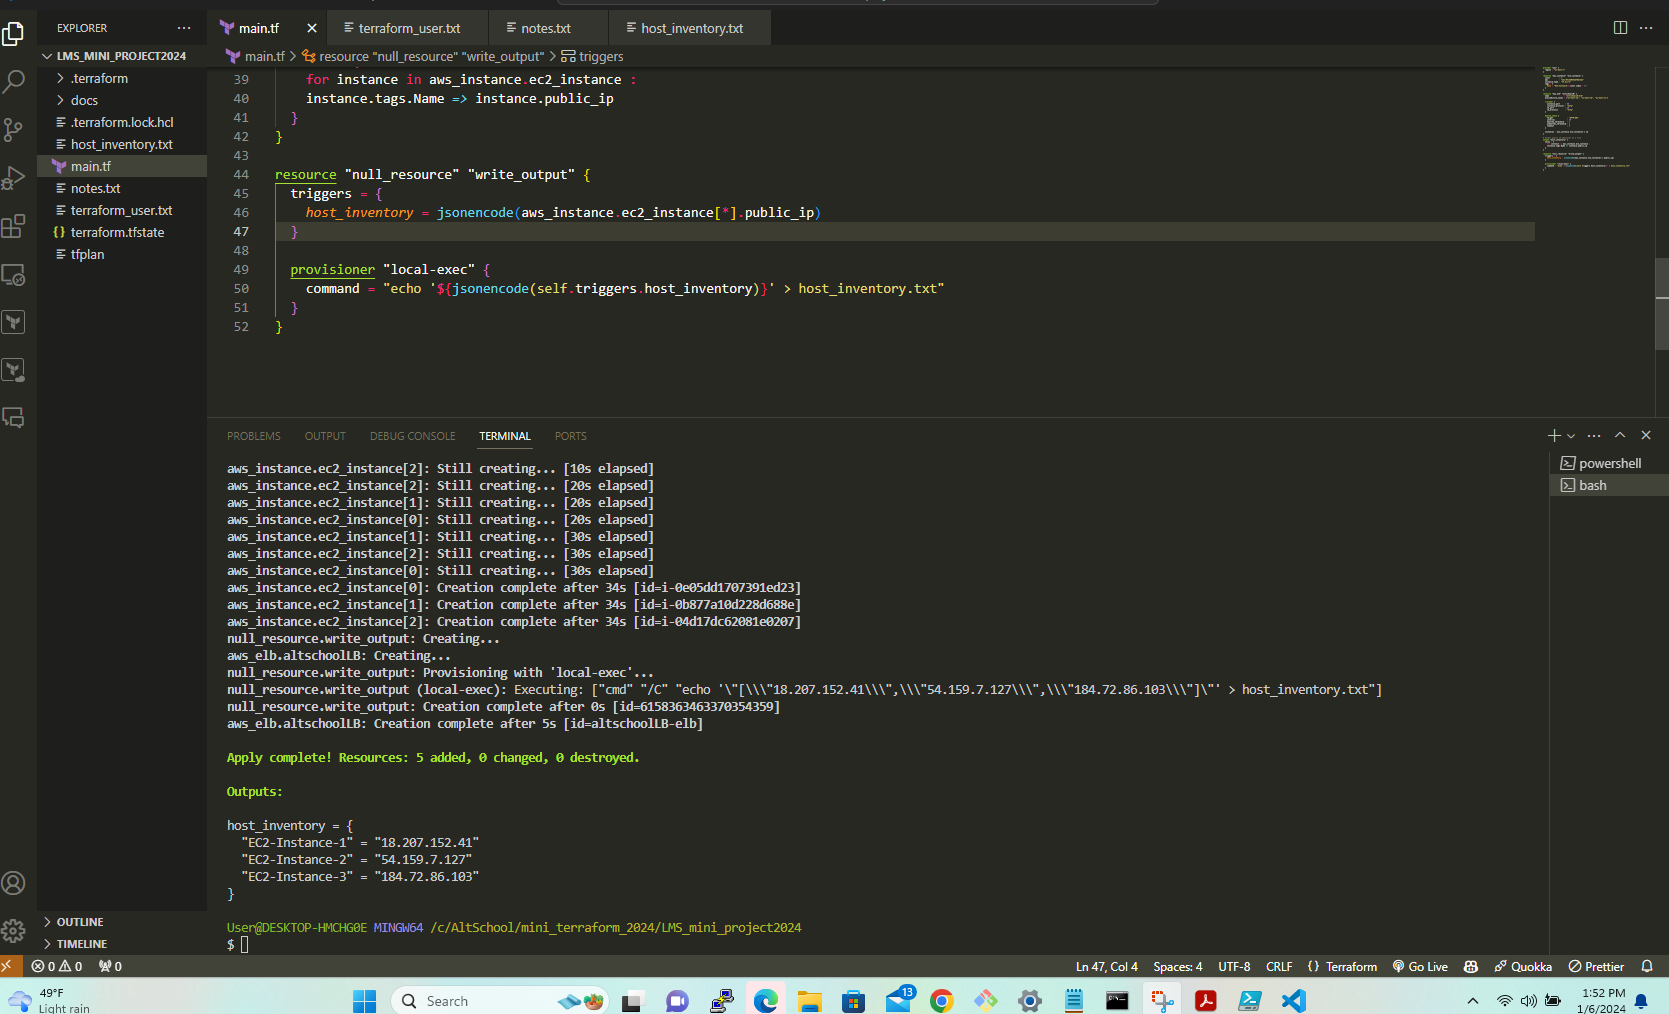 EXPLORER
main.tf
terraform_user.txt
notes.txt
host_inventory.txt
LMS_MINI_PROJECT2024
main.tf > resource "null_resource" "write_output" > triggers
.terraform
docs
.terraform.lock.hcl
host_inventory.txt
main.tf
notes.txt
terraform_user.txt
terraform.tfstate
tfplan
39 for instance in aws_instance.ec2_instance :
40 instance.tags.Name => instance.public_ip
41 }
42 }
43
44 resource "null_resource" "write_output" {
45 triggers = {
46 host_inventory = jsonencode(aws_instance.ec2_instance[*].public_ip)
47 }
48
49 provisioner "local-exec" {
50 command = "echo '${jsonencode(self.triggers.host_inventory)}' > host_inventory.txt"
51 }
52 }
PROBLEMS OUTPUT DEBUG CONSOLE TERMINAL PORTS
powershell
bash
aws_instance.ec2_instance[2]: Still creating... [10s elapsed]
aws_instance.ec2_instance[2]: Still creating... [20s elapsed]
aws_instance.ec2_instance[1]: Still creating... [20s elapsed]
aws_instance.ec2_instance[0]: Still creating... [20s elapsed]
aws_instance.ec2_instance[1]: Still creating... [30s elapsed]
aws_instance.ec2_instance[2]: Still creating... [30s elapsed]
aws_instance.ec2_instance[0]: Still creating... [30s elapsed]
aws_instance.ec2_instance[0]: Creation complete after 34s [id=i-0e05dd1707391ed23]
aws_instance.ec2_instance[1]: Creation complete after 34s [id=i-0b877a10d228d688e]
aws_instance.ec2_instance[2]: Creation complete after 34s [id=i-04d17dc62081e0207]
null_resource.write_output: Creating...
aws_elb.altschoolLB: Creating...
null_resource.write_output: Provisioning with 'local-exec'...
null_resource.write_output (local-exec): Executing: ["cmd" "/C" "echo '\"[\\\"18.207.152.41\\\",\\\"54.159.7.127\\\",\\\"184.72.86.103\\\"]\"' > host_inventory.txt"]
null_resource.write_output: Creation complete after 0s [id=6158363463370354359]
aws_elb.altschoolLB: Creation complete after 5s [id=altschoolLB-elb]
Apply complete! Resources: 5 added, 0 changed, 0 destroyed.
Outputs:
host_inventory = {
"EC2-Instance-1" = "18.207.152.41"
"EC2-Instance-2" = "54.159.7.127"
"EC2-Instance-3" = "184.72.86.103"
}
User@DESKTOP-HMCHG0E MINGW64 /c/AltSchool/mini_terraform_2024/LMS_mini_project2024
$
OUTLINE
TIMELINE
0 0 0
Ln 47, Col 4 Spaces: 4 UTF-8 CRLF {} Terraform Go Live Quokka Prettier
49°F
Light rain
Search
13
1:52 PM
1/6/2024